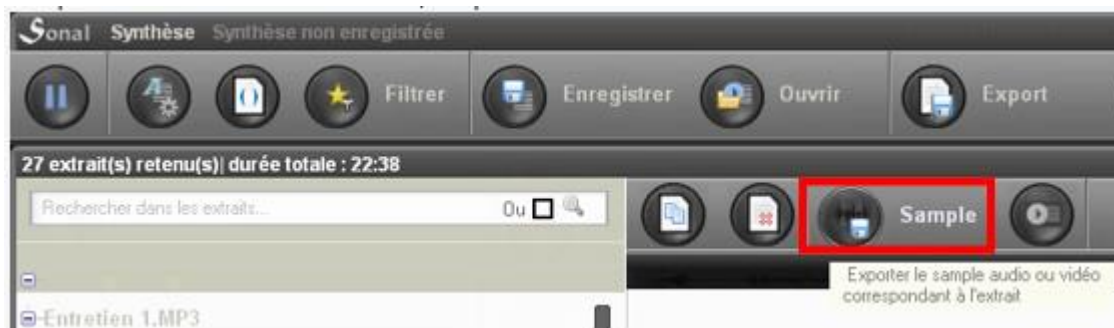 Sonal Synthèse Synthèse non enregistrée
Filtrer Enregistrer Ouvrir Export
27 extrait(s) retenu(s)| durée totale : 22:38
Rechercher dans les extraits... Ou
Sample
Exporter le sample audio ou vidéo
correspondant à l'extrait
Entretien 1.MP3